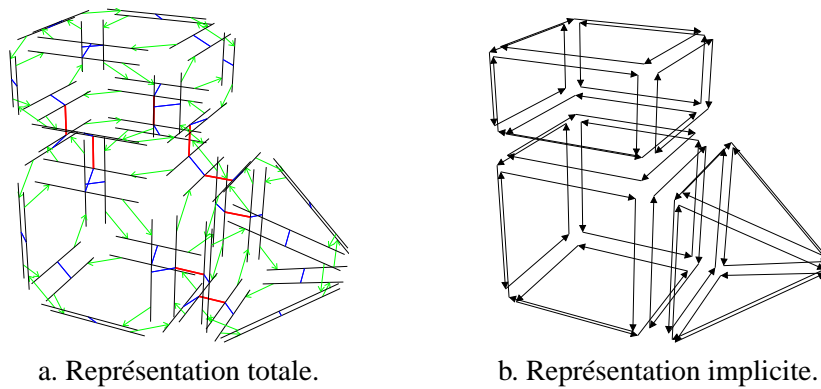 a. Représentation totale.
b. Représentation implicite.